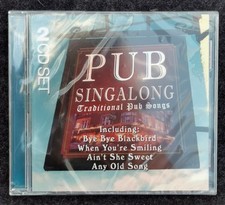 2CD SET
PUB
SINGALONG
Traditional Pub Songs
Including:
Bye Bye Blackbird
When You're Smiling
Ain't She Sweet
Any Old Song